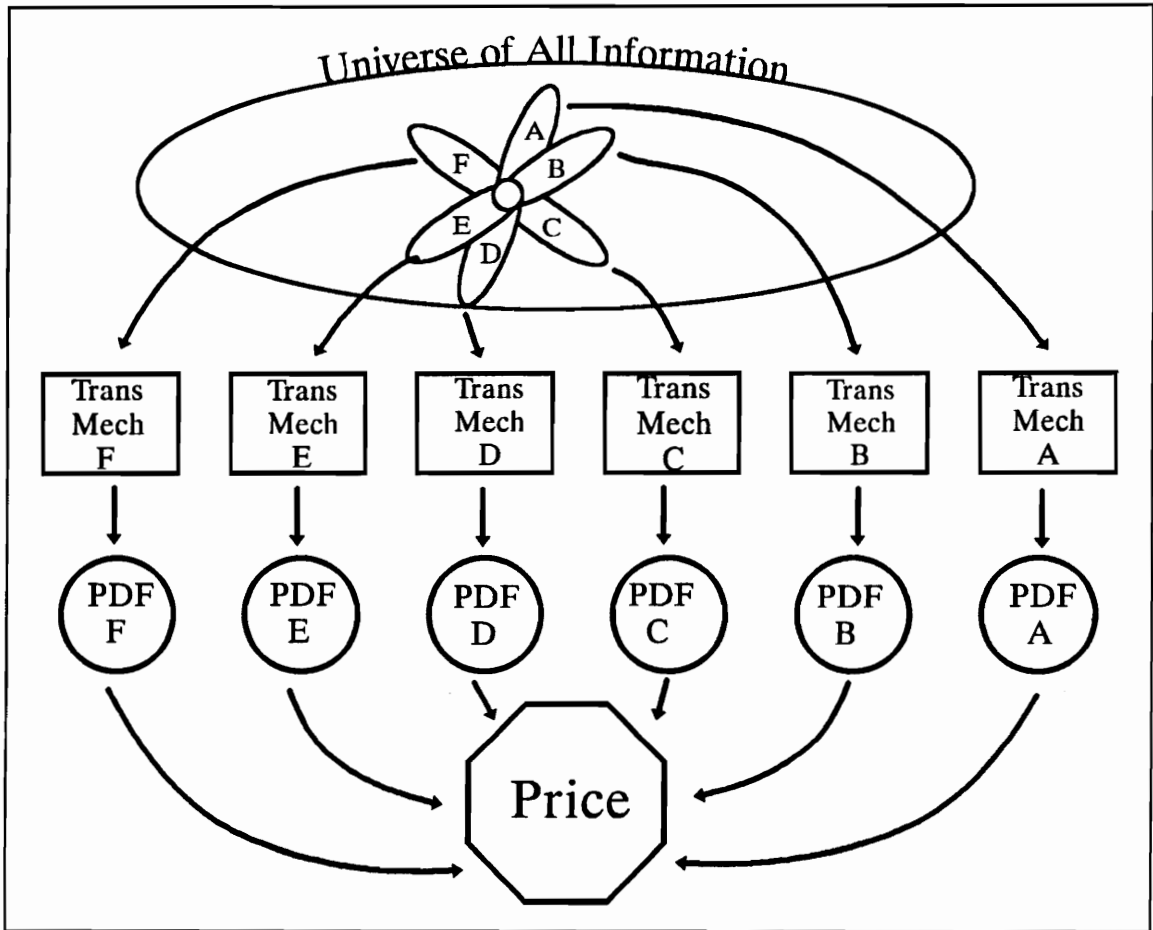 Universe of All Information
A
B
F
C
E
D
Trans
Mech
F
Trans
Mech
E
Trans
Mech
D
Trans
Mech
C
Trans
Mech
B
Trans
Mech
A
PDF
F
PDF
E
PDF
D
PDF
C
PDF
B
PDF
A
Price